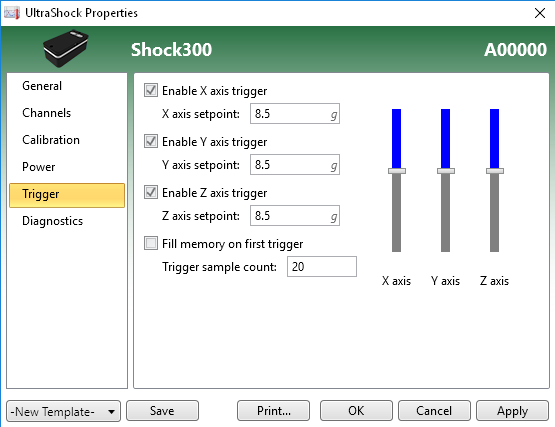 UltraShock Properties
Shock300
A00000
General
Channels
Calibration
Power
Trigger
Diagnostics
Enable X axis trigger
X axis setpoint: 8.5 g
Enable Y axis trigger
Y axis setpoint: 8.5 g
Enable Z axis trigger
Z axis setpoint: 8.5 g
Fill memory on first trigger
Trigger sample count: 20
X axis Y axis Z axis
-New Template- Save Print... OK Cancel Apply